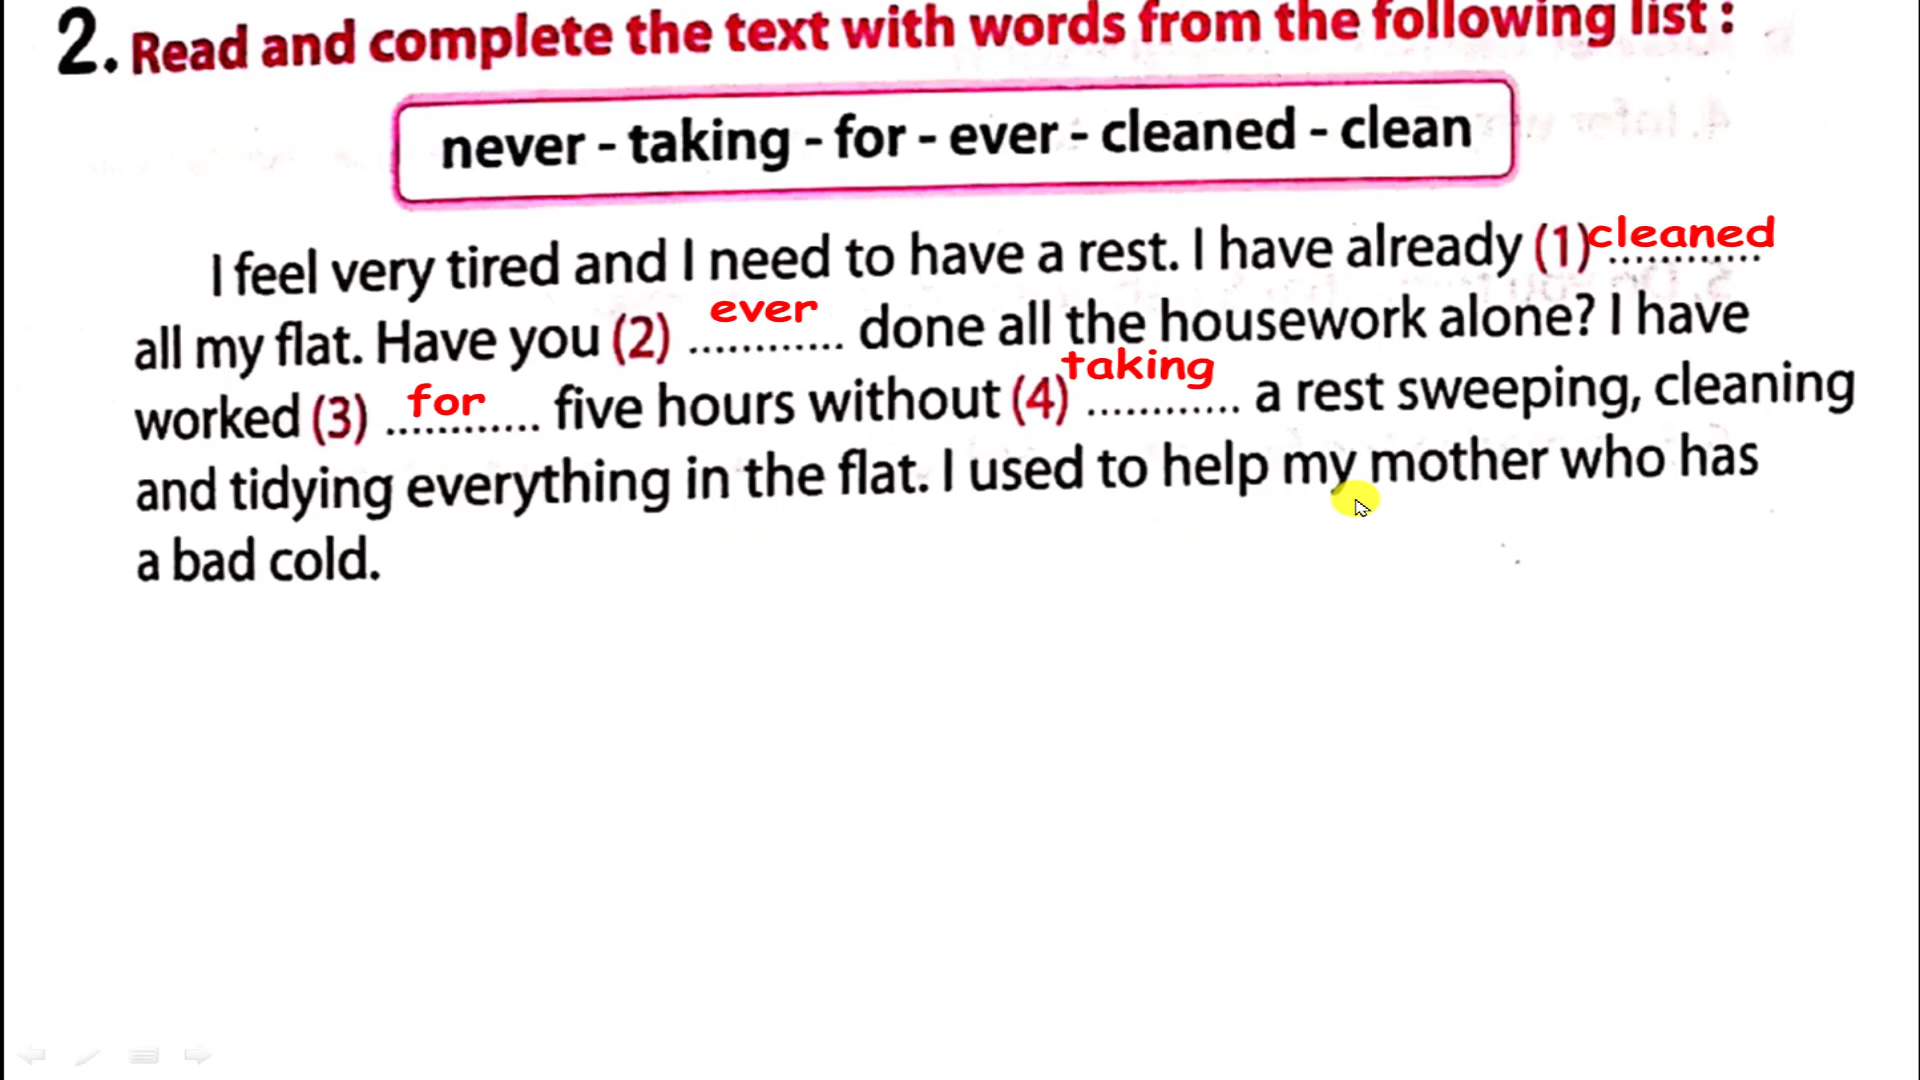 2. Read and complete the text with words from the following list :
never - taking - for - ever - cleaned - clean
I feel very tired and I need to have a rest. I have already (1) cleaned
all my flat. Have you (2) ever done all the housework alone? I have
worked (3) for five hours without (4) taking a rest sweeping, cleaning
and tidying everything in the flat. I used to help my mother who has
a bad cold.